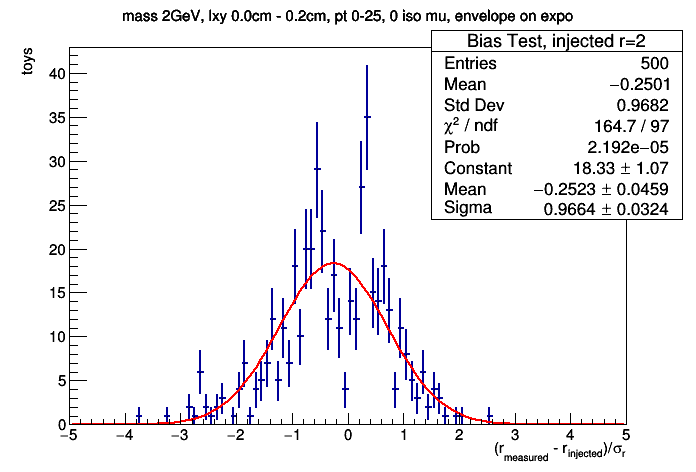 mass 2GeV, lxy 0.0cm - 0.2cm, pt 0-25, 0 iso mu, envelope on expo
Bias Test, injected r=2
Entries 500
Mean −0.2501
Std Dev 0.9682
χ² / ndf 164.7 / 97
Prob 2.192e−05
Constant 18.33 ± 1.07
Mean −0.2523 ± 0.0459
Sigma 0.9664 ± 0.0324
toys
40
35
30
25
20
15
10
5
0
−5 −4 −3 −2 −1 0 1 2 3 4 5
(r_measured - r_injected)/σ_r